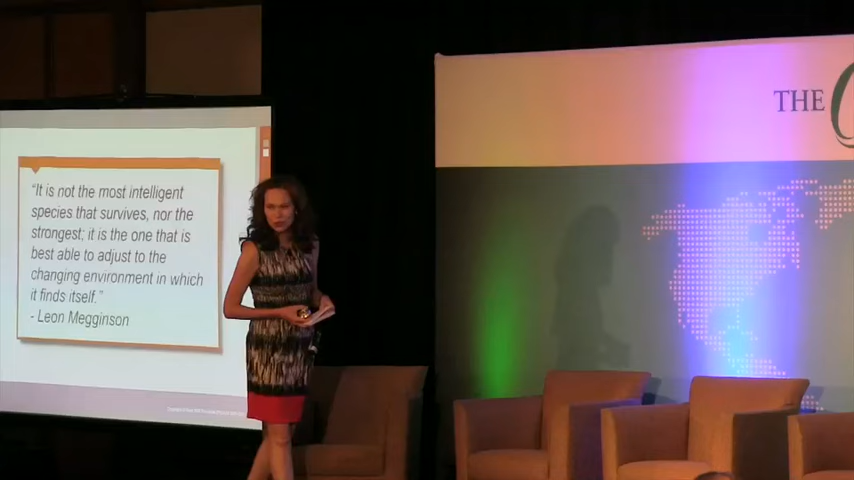 “It is not the most intelligent
species that survives, nor the
strongest; it is the one that is
best able to adjust to the
changing environment in which
it finds itself.”
- Leon Megginson
THE